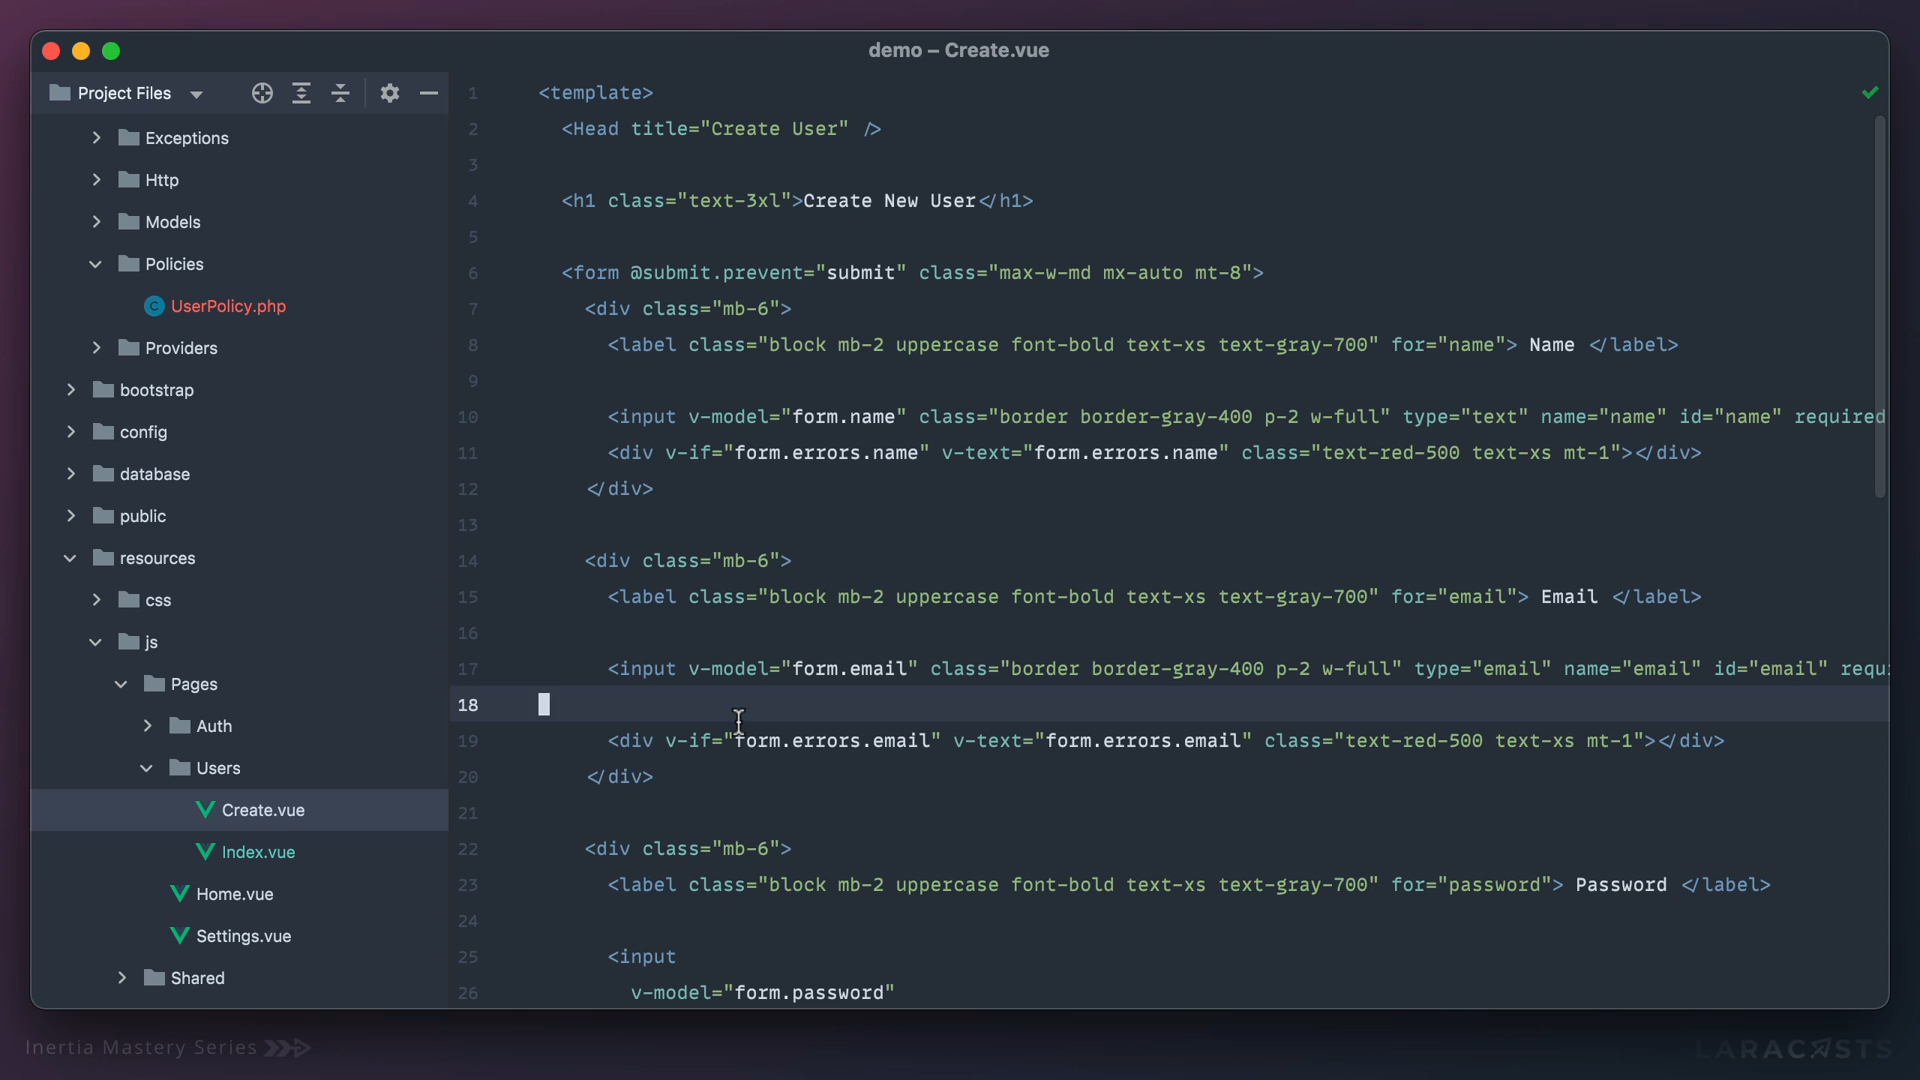 demo – Create.vue
Project Files
Exceptions
Http
Models
Policies
UserPolicy.php
Providers
bootstrap
config
database
public
resources
css
js
Pages
Auth
Users
Create.vue
Index.vue
Home.vue
Settings.vue
Shared
1 <template>
2 <Head title="Create User" />
3
4 <h1 class="text-3xl">Create New User</h1>
5
6 <form @submit.prevent="submit" class="max-w-md mx-auto mt-8">
7 <div class="mb-6">
8 <label class="block mb-2 uppercase font-bold text-xs text-gray-700" for="name"> Name </label>
9
10 <input v-model="form.name" class="border border-gray-400 p-2 w-full" type="text" name="name" id="name" required
11 <div v-if="form.errors.name" v-text="form.errors.name" class="text-red-500 text-xs mt-1"></div>
12 </div>
13
14 <div class="mb-6">
15 <label class="block mb-2 uppercase font-bold text-xs text-gray-700" for="email"> Email </label>
16
17 <input v-model="form.email" class="border border-gray-400 p-2 w-full" type="email" name="email" id="email" requ
18
19 <div v-if="form.errors.email" v-text="form.errors.email" class="text-red-500 text-xs mt-1"></div>
20 </div>
21
22 <div class="mb-6">
23 <label class="block mb-2 uppercase font-bold text-xs text-gray-700" for="password"> Password </label>
24
25 <input
26 v-model="form.password"
Inertia Mastery Series
LARACASTS